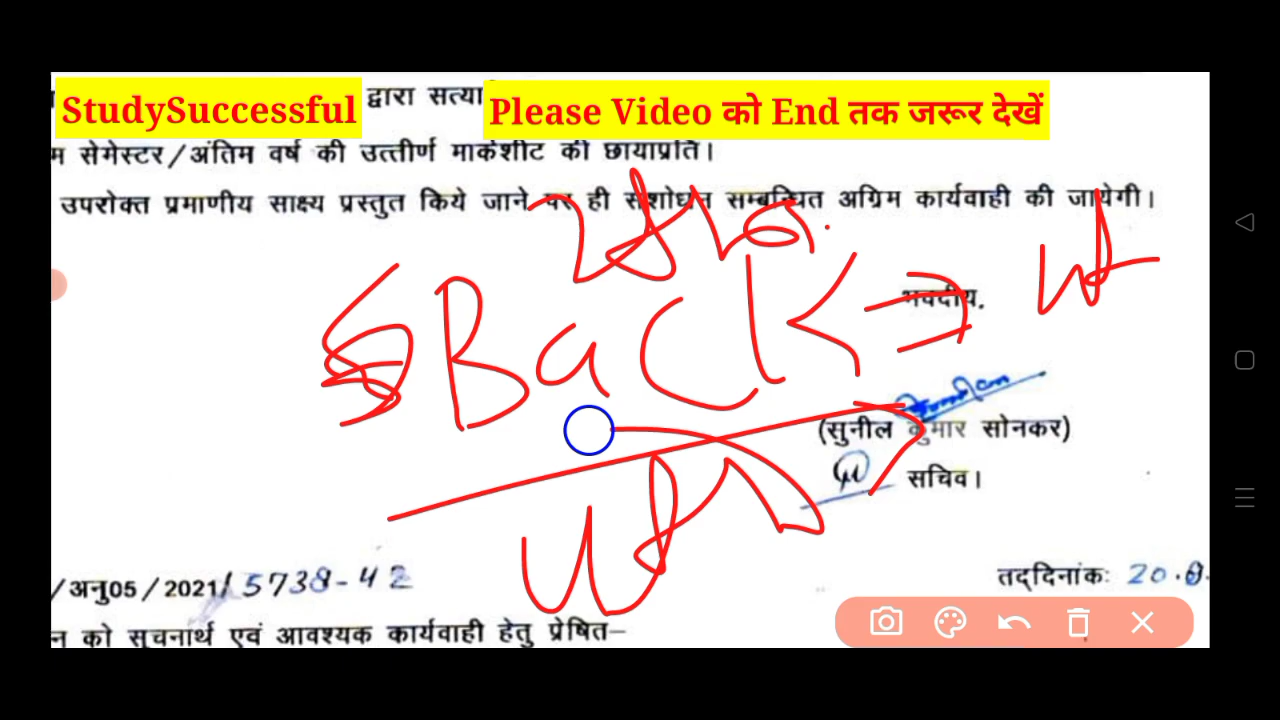 StudySuccessful द्वारा सत्या Please Video को End तक जरूर देखें
म सेमेस्टर/अंतिम वर्ष की उत्तीर्ण मार्कशीट की छायाप्रति।
उपरोक्त प्रमाणीय साक्ष्य प्रस्तुत किये जाने पर ही संशोधन सम्बन्धित अग्रिम कार्यवाही की जायेगी।
BacK
भवदीय.
(सुनील कुमार सोनकर)
सचिव।
/अनु05/2021/5738-42 तद्दिनांकः 20.
न को सूचनार्थ एवं आवश्यक कार्यवाही हेतु प्रेषित–